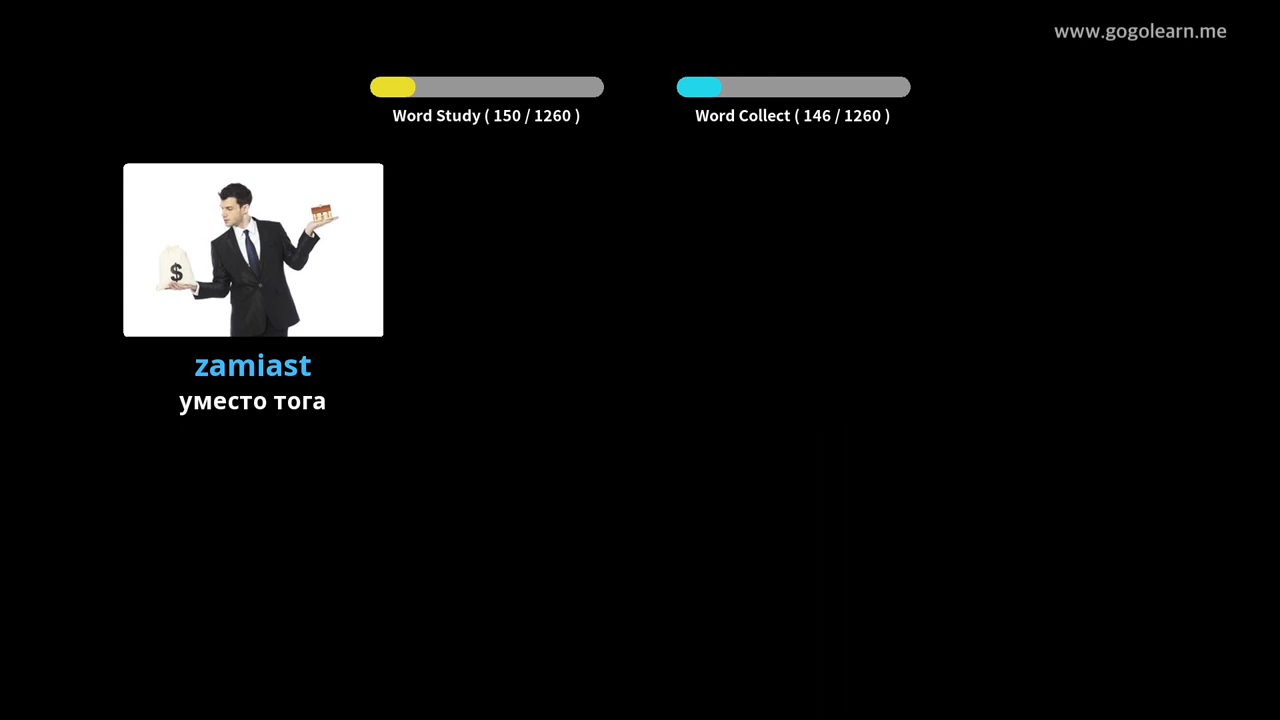 www.gogolearn.me
Word Study ( 150 / 1260 )
Word Collect ( 146 / 1260 )
$
zamiast
уместо тога